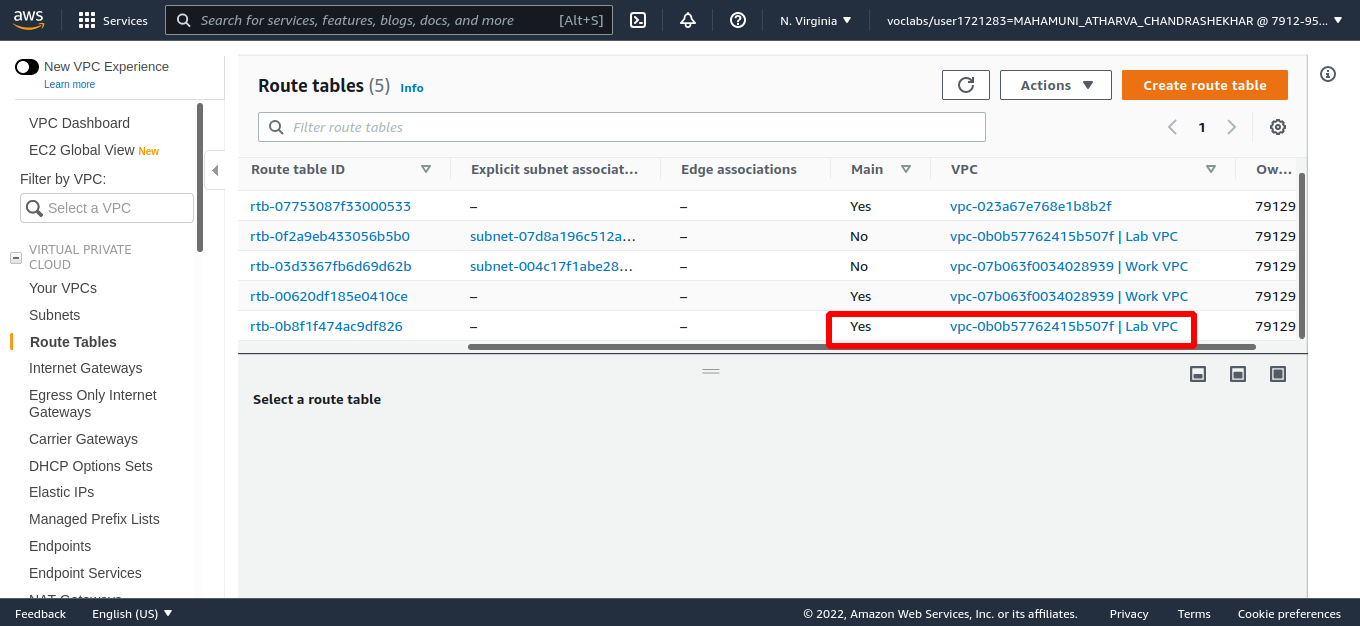 aws Services Search for services, features, blogs, docs, and more [Alt+S] N. Virginia voclabs/user1721283=MAHAMUNI_ATHARVA_CHANDRASHEKHAR @ 7912-95...
New VPC Experience
Learn more
VPC Dashboard
EC2 Global View New
Filter by VPC:
Select a VPC
VIRTUAL PRIVATE
CLOUD
Your VPCs
Subnets
Route Tables
Internet Gateways
Egress Only Internet
Gateways
Carrier Gateways
DHCP Options Sets
Elastic IPs
Managed Prefix Lists
Endpoints
Endpoint Services
NAT Gateways
Route tables (5) Info
Actions
Create route table
Filter route tables
1
Route table ID Explicit subnet associat... Edge associations Main VPC Ow...
rtb-07753087f33000533 – – Yes vpc-023a67e768e1b8b2f 79129
rtb-0f2a9eb433056b5b0 subnet-07d8a196c512a... – No vpc-0b0b57762415b507f | Lab VPC 79129
rtb-03d3367fb6d69d62b subnet-004c17f1abe28... – No vpc-07b063f0034028939 | Work VPC 79129
rtb-00620df185e0410ce – – Yes vpc-07b063f0034028939 | Work VPC 79129
rtb-0b8f1f474ac9df826 – – Yes vpc-0b0b57762415b507f | Lab VPC 79129
Select a route table
Feedback English (US) © 2022, Amazon Web Services, Inc. or its affiliates. Privacy Terms Cookie preferences